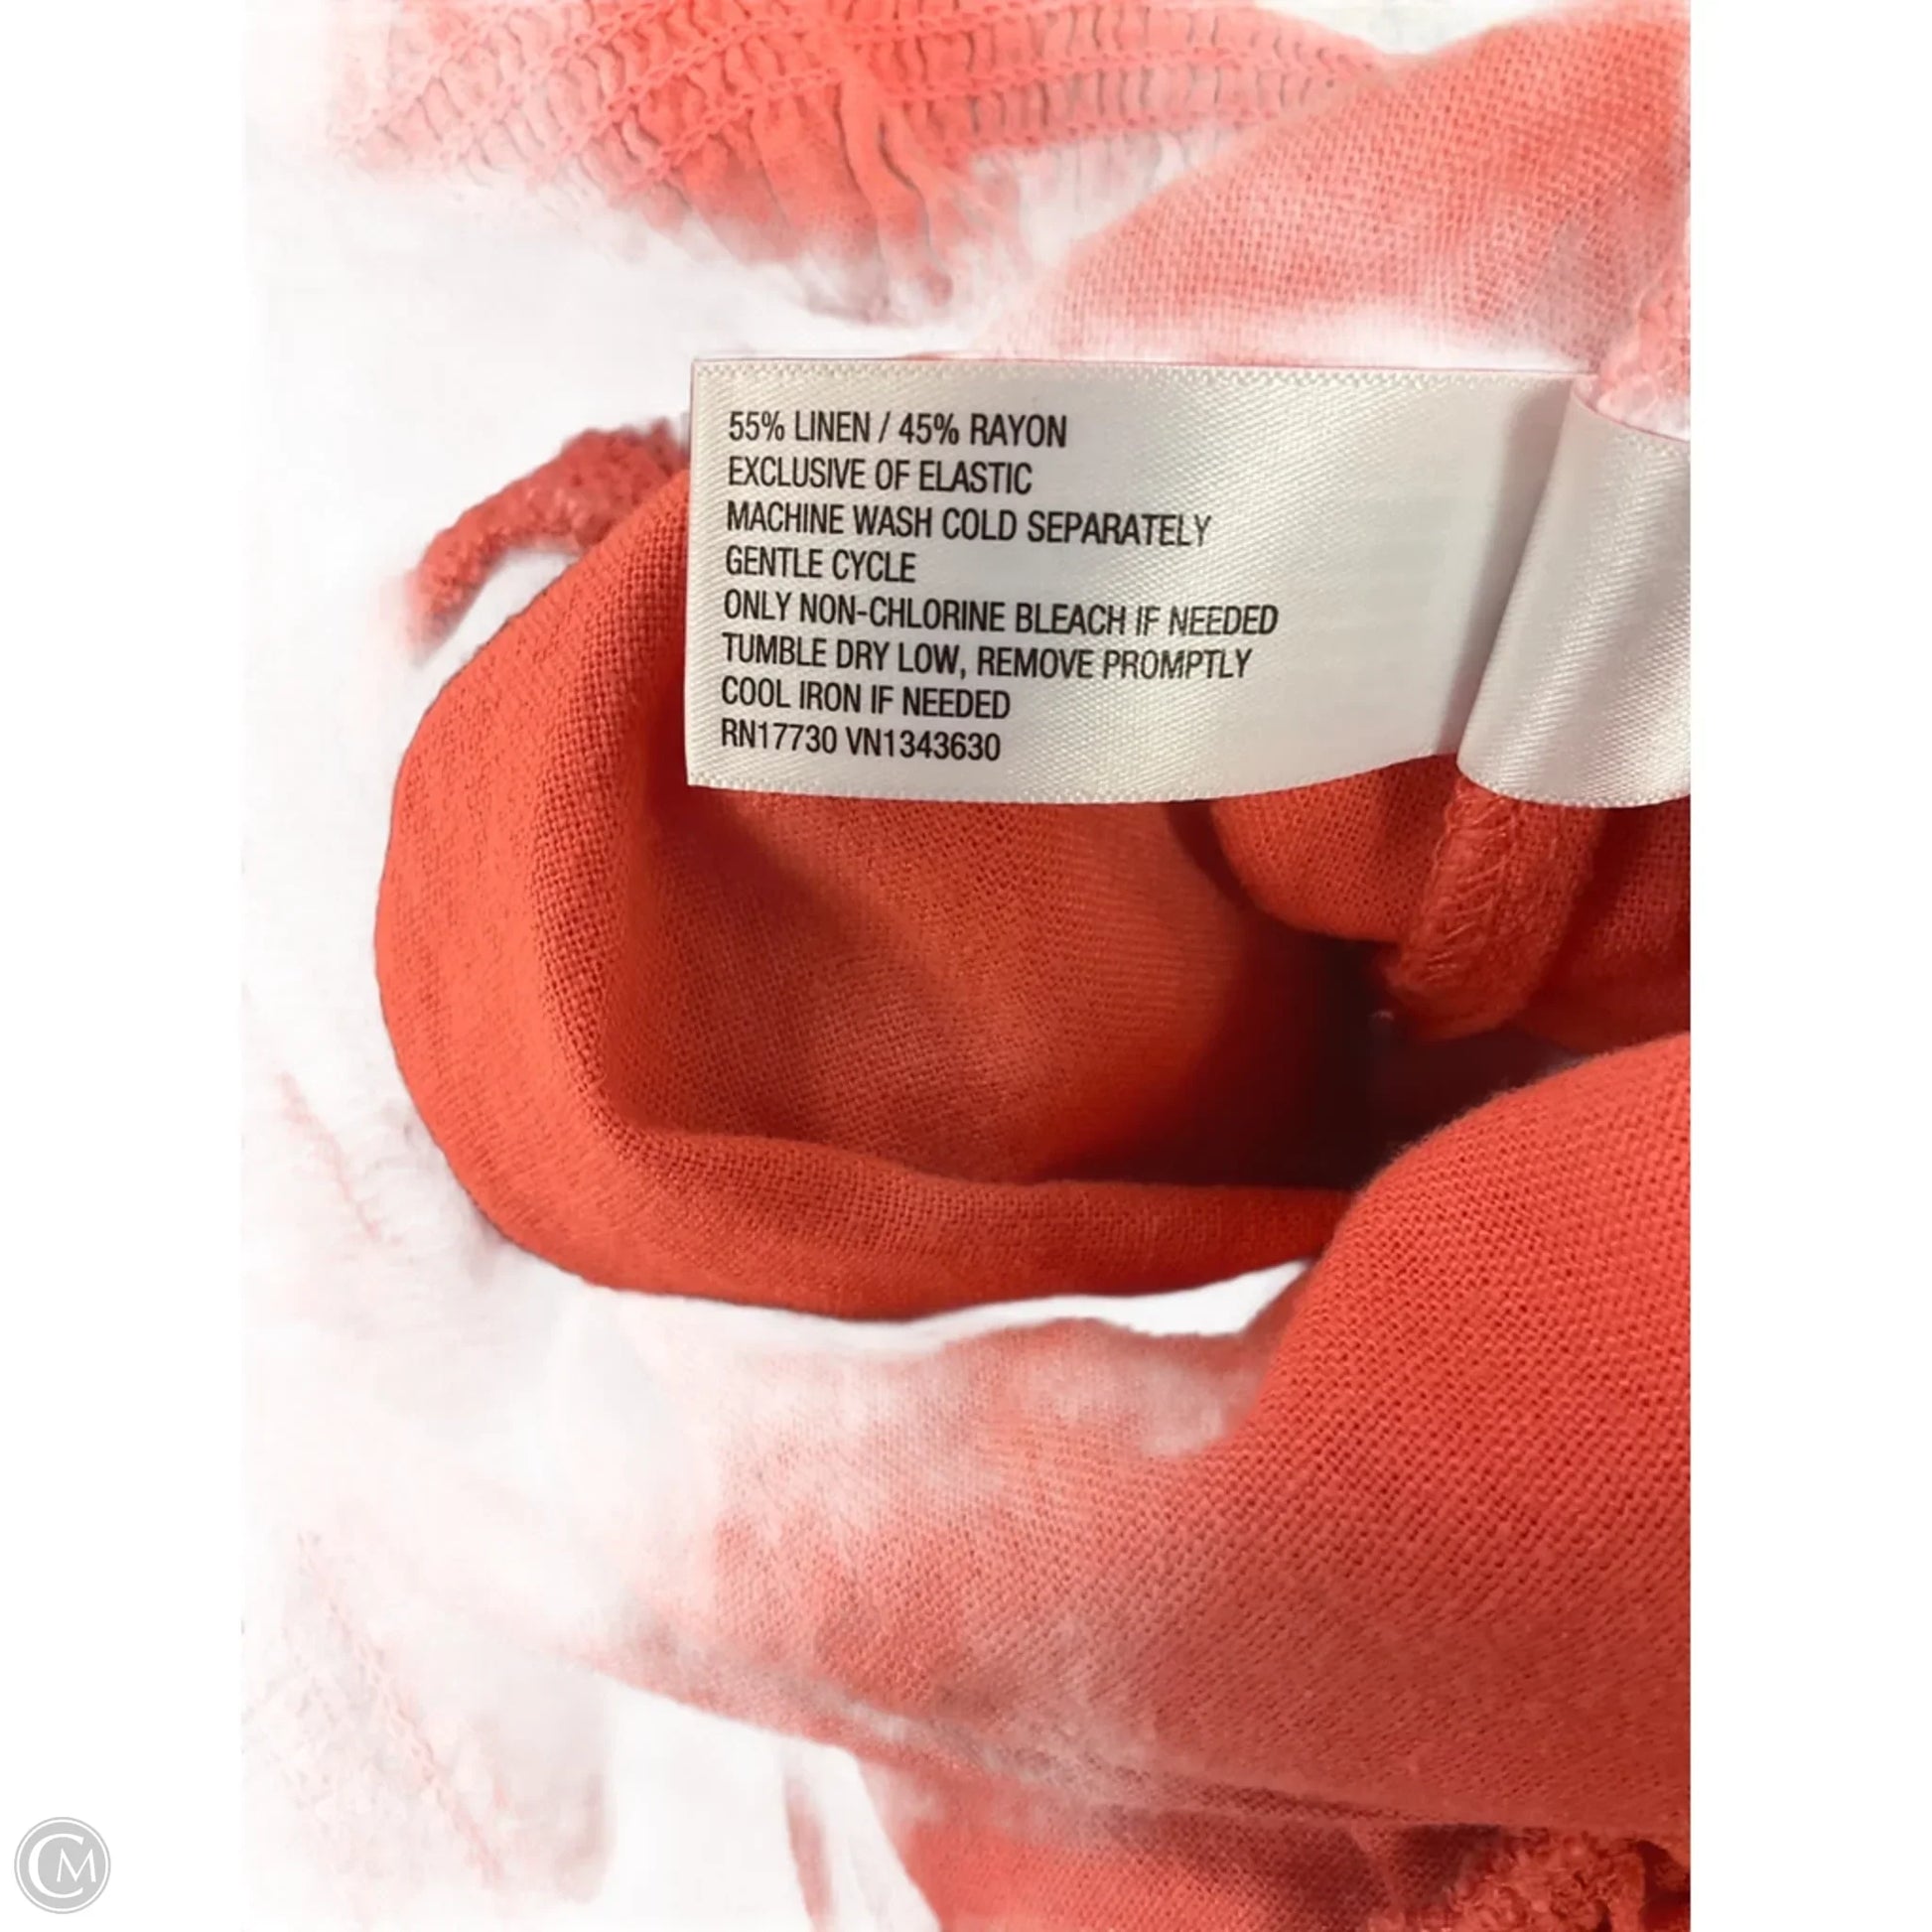 55% LINEN / 45% RAYON
EXCLUSIVE OF ELASTIC
MACHINE WASH COLD SEPARATELY
GENTLE CYCLE
ONLY NON-CHLORINE BLEACH IF NEEDED
TUMBLE DRY LOW, REMOVE PROMPTLY
COOL IRON IF NEEDED
RN17730 VN1343630
CM